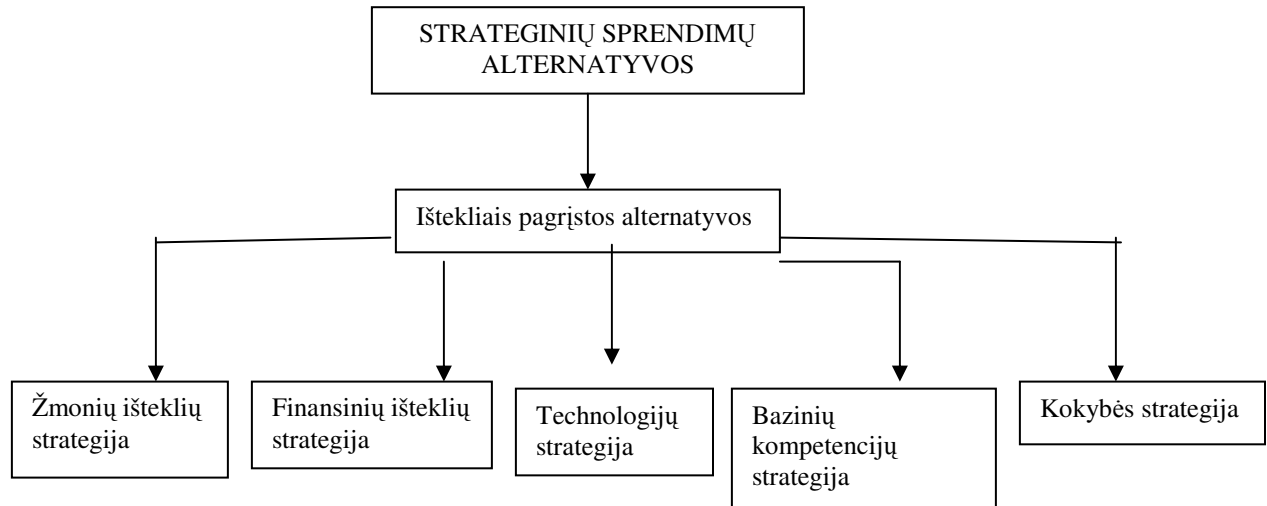 STRATEGINIŲ SPRENDIMŲ
ALTERNATYVOS
Ištekliais pagrįstos alternatyvos
Žmonių išteklių
strategija
Finansinių išteklių
strategija
Technologijų
strategija
Bazinių
kompetencijų
strategija
Kokybės strategija